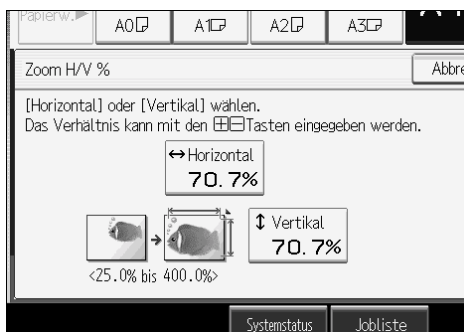 Papierw.▶
A0 A1 A2 A3
Zoom H/V %
Abbre
[Horizontal] oder [Vertikal] wählen.
Das Verhältnis kann mit den ⊞⊟Tasten eingegeben werden.
↔Horizontal
70.7%
↕ Vertikal
70.7%
<25.0% bis 400.0%>
Systemstatus Jobliste